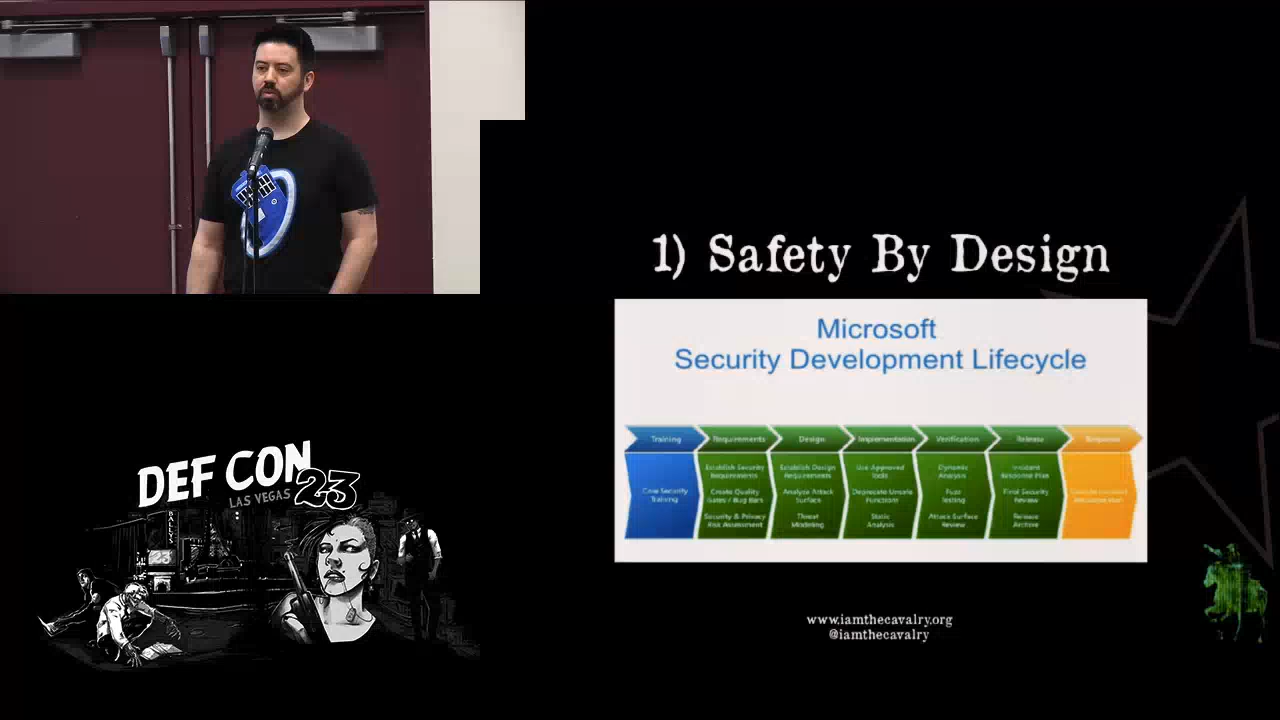 1) Safety By Design
Microsoft
Security Development Lifecycle
Training
Requirements
Design
Implementation
Verification
Release
Response
Core Security
Training
Establish Security
Requirements
Create Quality
Gates / Bug Bars
Security & Privacy
Risk Assessment
Establish Design
Requirements
Analyze Attack
Surface
Threat
Modeling
Use Approved
Tools
Deprecate Unsafe
Functions
Static
Analysis
Dynamic
Analysis
Fuzz
Testing
Attack Surface
Review
Incident
Response Plan
Final Security
Review
Release
Archive
DEF CON
LAS VEGAS 23
BALLY'S
23
www.iamthecavalry.org
@iamthecavalry